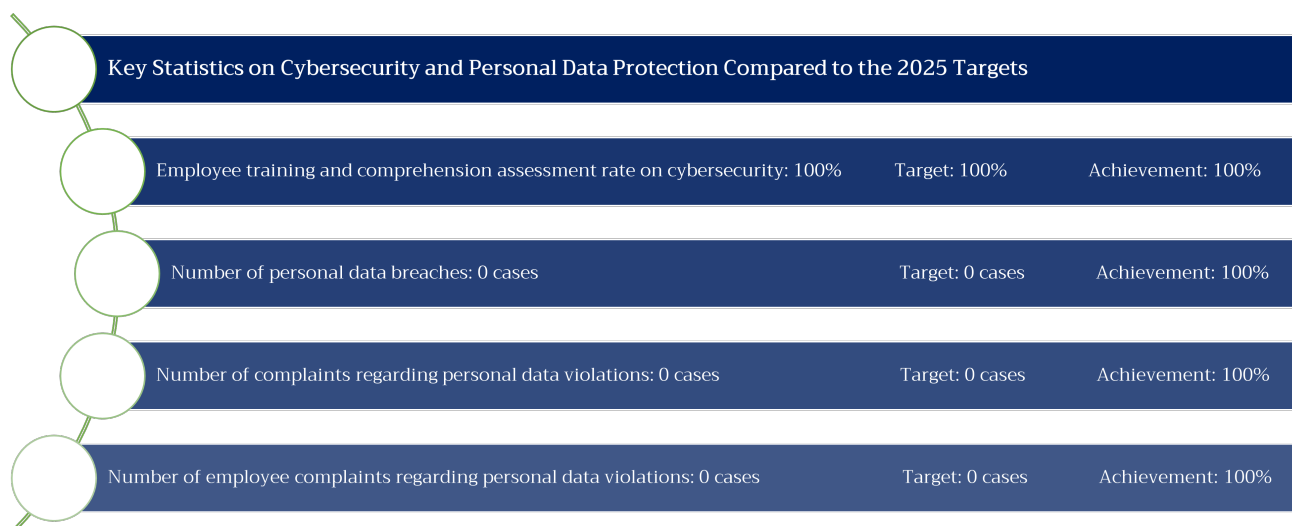 Key Statistics on Cybersecurity and Personal Data Protection Compared to the 2025 Targets
Employee training and comprehension assessment rate on cybersecurity: 100% Target: 100% Achievement: 100%
Number of personal data breaches: 0 cases Target: 0 cases Achievement: 100%
Number of complaints regarding personal data violations: 0 cases Target: 0 cases Achievement: 100%
Number of employee complaints regarding personal data violations: 0 cases Target: 0 cases Achievement: 100%